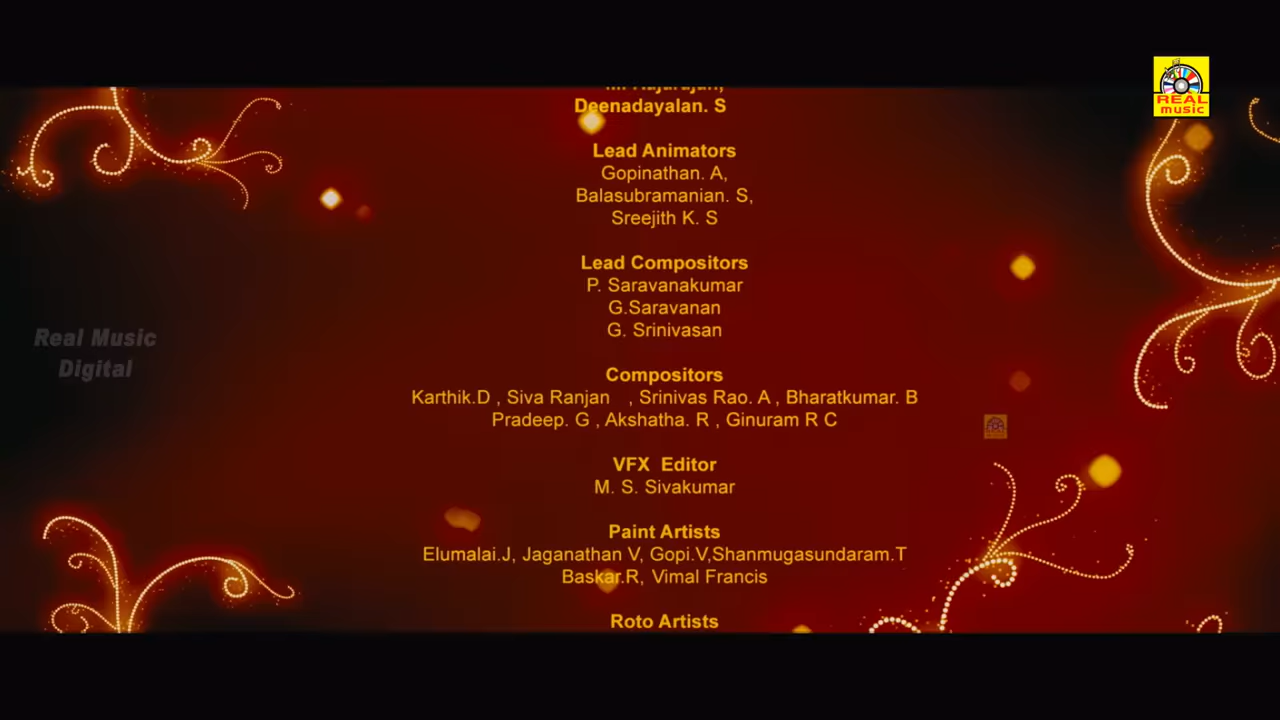 REAL
music
Deenadayalan. S
Lead Animators
Gopinathan. A,
Balasubramanian. S,
Sreejith K. S
Lead Compositors
P. Saravanakumar
G.Saravanan
G. Srinivasan
Real Music
Digital
Compositors
Karthik.D , Siva Ranjan , Srinivas Rao. A , Bharatkumar. B
Pradeep. G , Akshatha. R , Ginuram R C
VFX Editor
M. S. Sivakumar
Paint Artists
Elumalai.J, Jaganathan V, Gopi.V,Shanmugasundaram.T
Baskar.R, Vimal Francis
Roto Artists